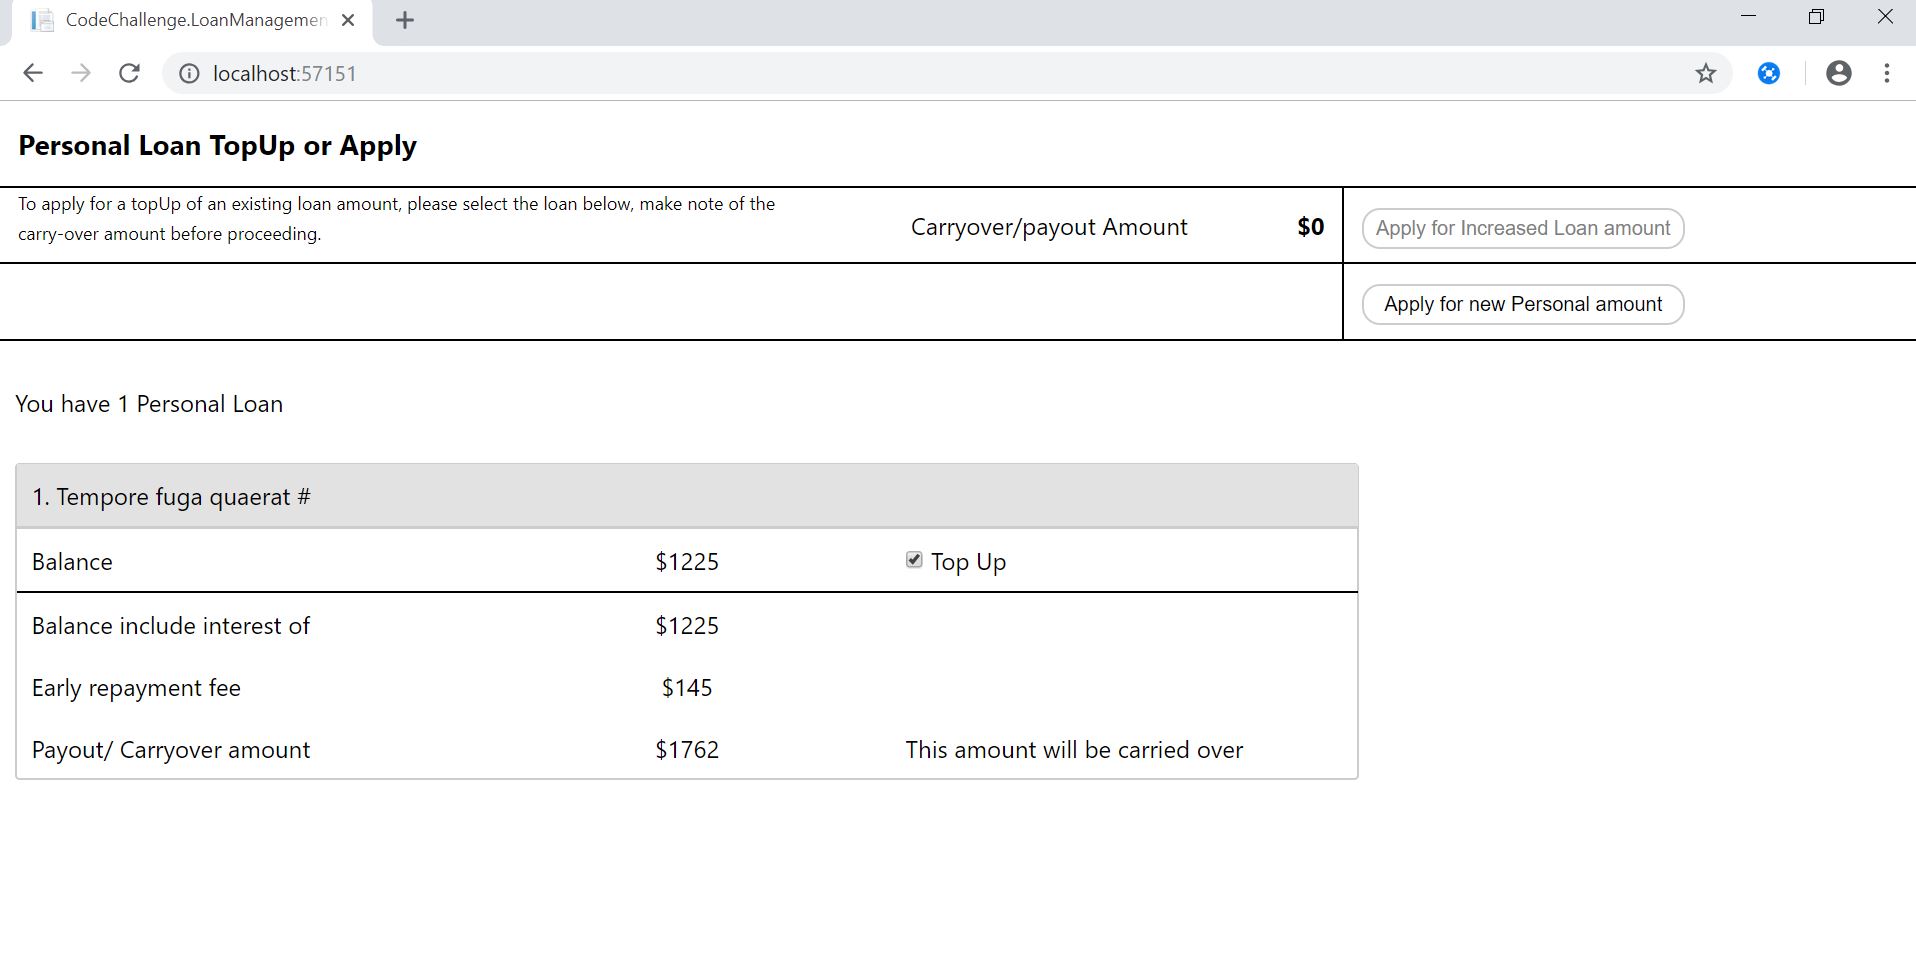 CodeChallenge.LoanManagemen
localhost:57151
Personal Loan TopUp or Apply
To apply for a topUp of an existing loan amount, please select the loan below, make note of the
carry-over amount before proceeding.
Carryover/payout Amount $0
Apply for Increased Loan amount
Apply for new Personal amount
You have 1 Personal Loan
1. Tempore fuga quaerat #
Balance $1225 Top Up
Balance include interest of $1225
Early repayment fee $145
Payout/ Carryover amount $1762 This amount will be carried over